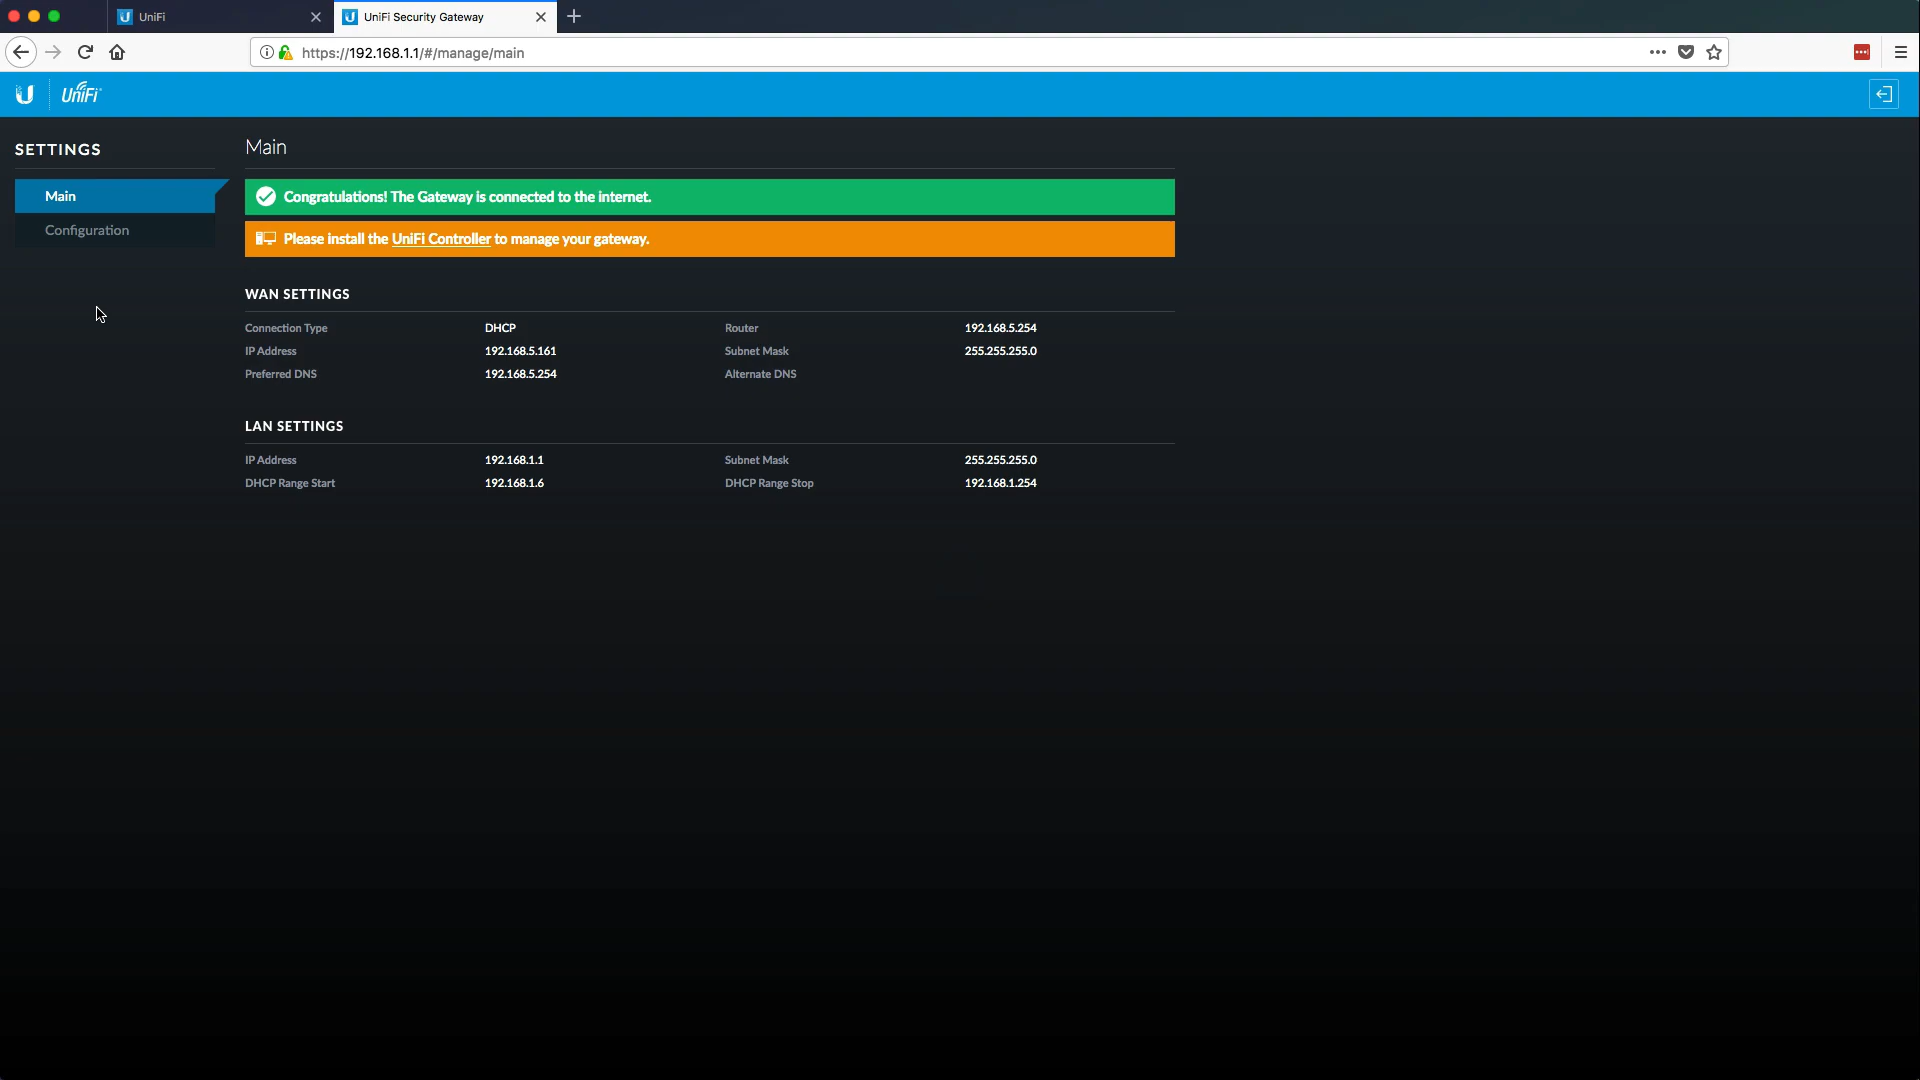 UniFi
UniFi Security Gateway
https://192.168.1.1/#/manage/main
UniFi
SETTINGS
Main
Configuration
Main
Congratulations! The Gateway is connected to the internet.
Please install the UniFi Controller to manage your gateway.
WAN SETTINGS
Connection Type DHCP Router 192.168.5.254
IP Address 192.168.5.161 Subnet Mask 255.255.255.0
Preferred DNS 192.168.5.254 Alternate DNS
LAN SETTINGS
IP Address 192.168.1.1 Subnet Mask 255.255.255.0
DHCP Range Start 192.168.1.6 DHCP Range Stop 192.168.1.254